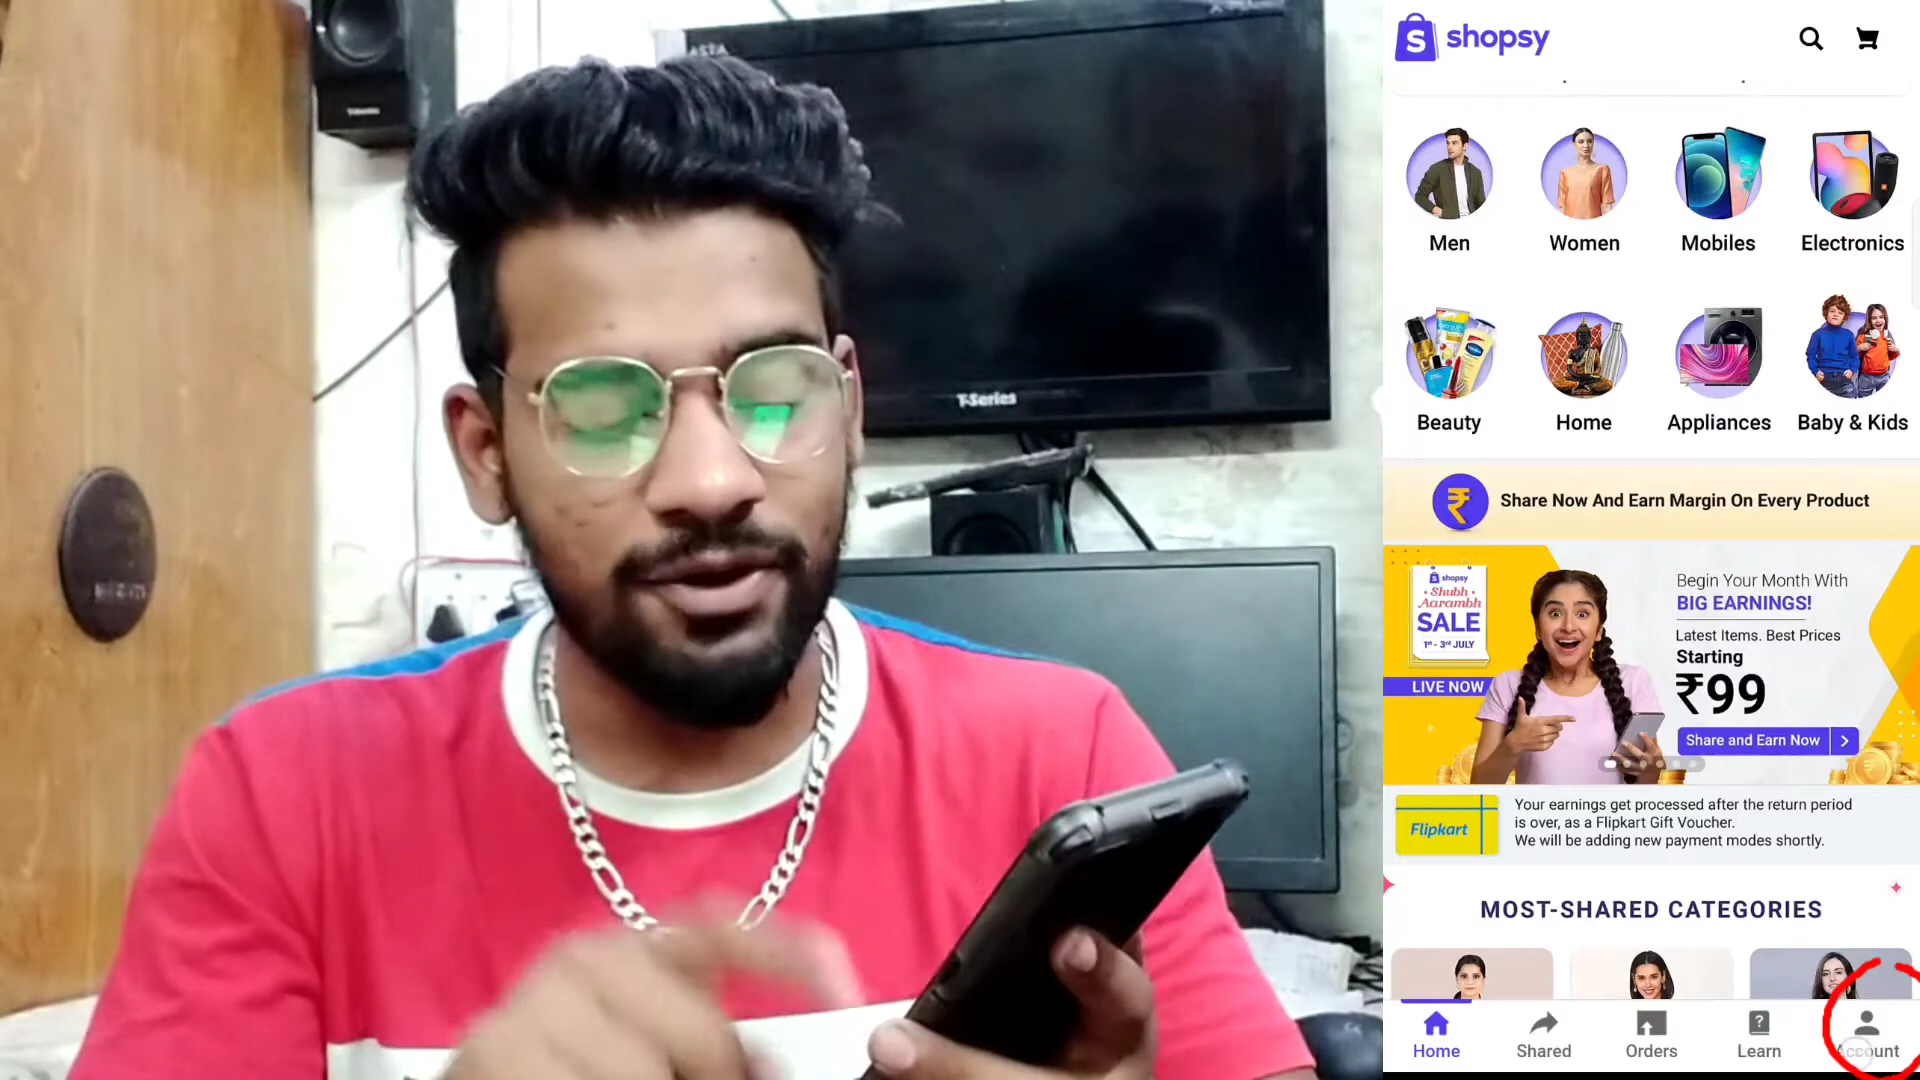 T-Series
shopsy
Men
Women
Mobiles
Electronics
Beauty
Home
Appliances
Baby & Kids
Share Now And Earn Margin On Every Product
shopsy
Shubh
Aarambh
SALE
1st - 3rd JULY
LIVE NOW
Begin Your Month With
BIG EARNINGS!
Latest Items. Best Prices
Starting
₹99
Share and Earn Now
Flipkart
Your earnings get processed after the return period
is over, as a Flipkart Gift Voucher.
We will be adding new payment modes shortly.
MOST-SHARED CATEGORIES
Home
Shared
Orders
Learn
Account